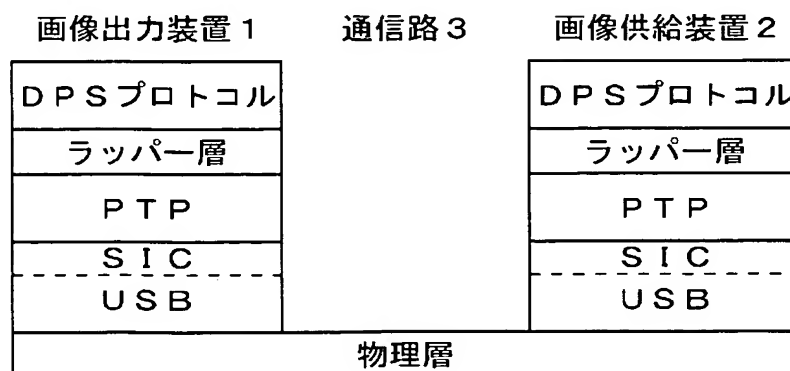 画像出力装置1 通信路3 画像供給装置2
DPSプロトコル DPSプロトコル
ラッパー層 ラッパー層
PTP PTP
SIC SIC
USB USB
物理層